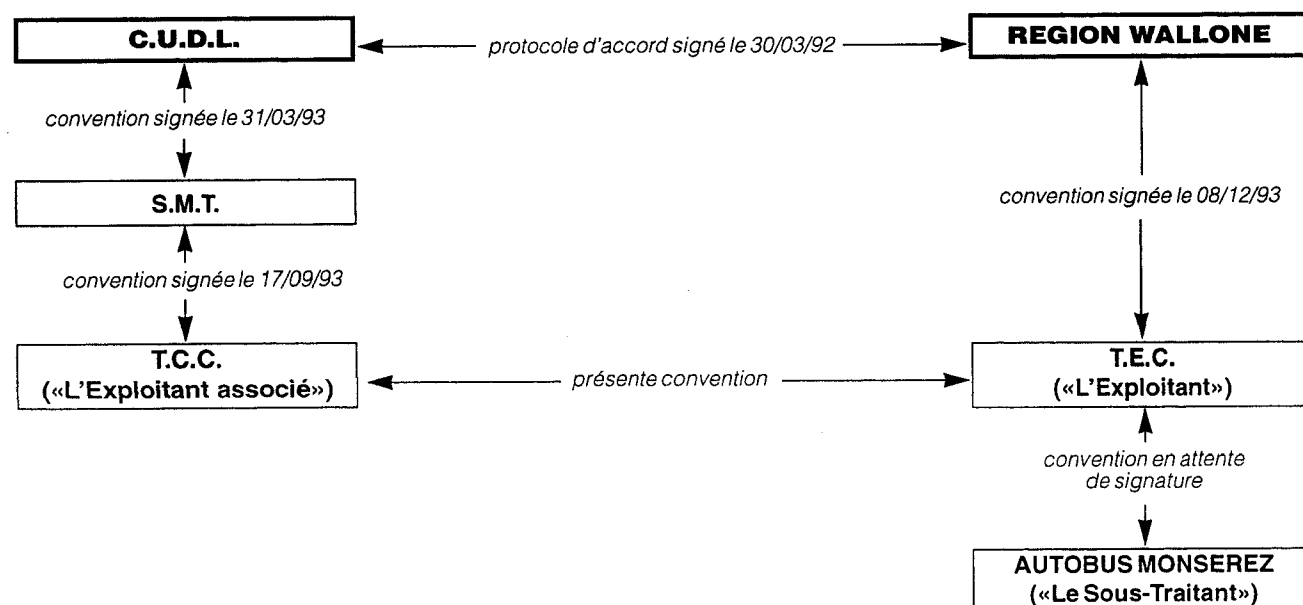 C.U.D.L.
protocole d'accord signé le 30/03/92
REGION WALLONE
convention signée le 31/03/93
S.M.T.
convention signée le 08/12/93
convention signée le 17/09/93
T.C.C.
(«L'Exploitant associé»)
présente convention
T.E.C.
(«L'Exploitant»)
convention en attente
de signature
AUTOBUS MONSEREZ
(«Le Sous-Traitant»)